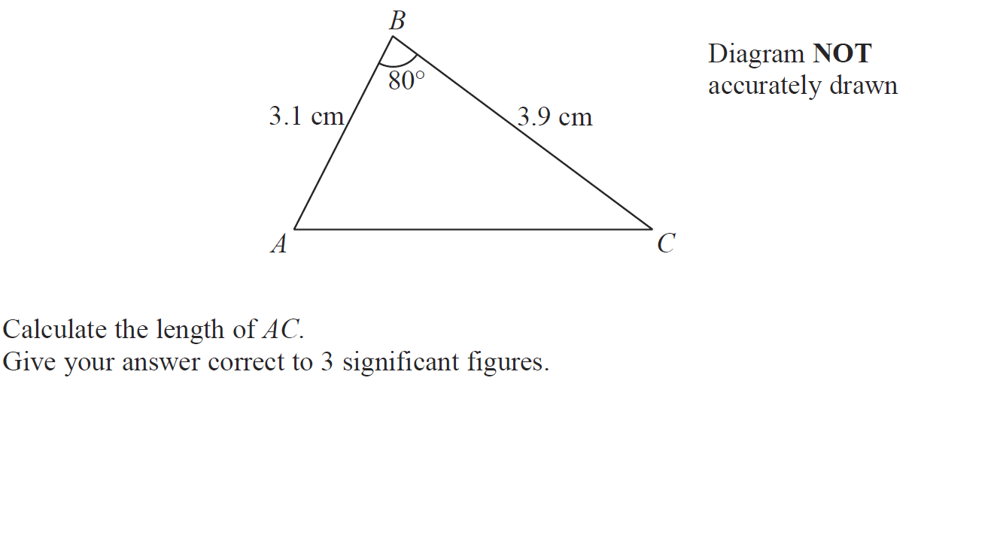 B
Diagram NOT
accurately drawn
80°
3.1 cm
3.9 cm
A
C
Calculate the length of AC.
Give your answer correct to 3 significant figures.